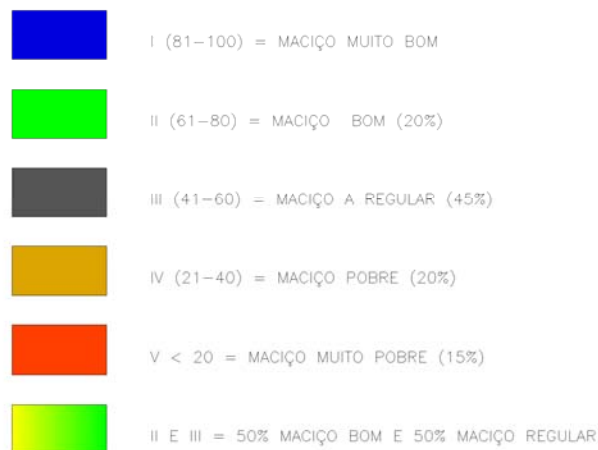 I (81-100) = MACIÇO MUITO BOM
II (61-80) = MACIÇO BOM (20%)
III (41-60) = MACIÇO A REGULAR (45%)
IV (21-40) = MACIÇO POBRE (20%)
V < 20 = MACIÇO MUITO POBRE (15%)
II E III = 50% MACIÇO BOM E 50% MACIÇO REGULAR